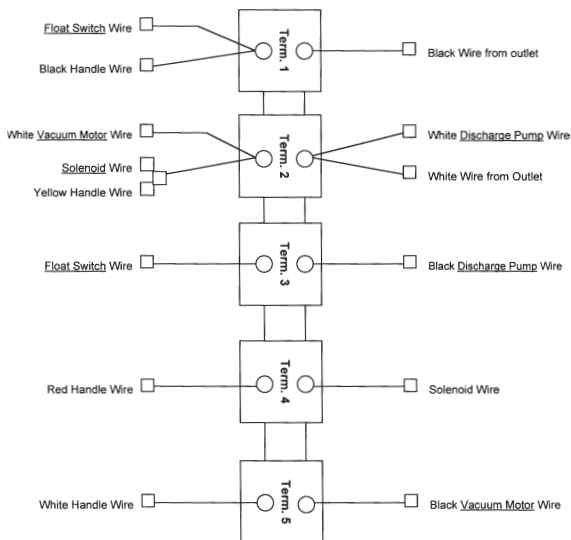 Float Switch Wire
Black Handle Wire
Term. 1
Black Wire from outlet
White Vacuum Motor Wire
Solenoid Wire
Yellow Handle Wire
Term. 2
White Discharge Pump Wire
White Wire from Outlet
Float Switch Wire
Term. 3
Black Discharge Pump Wire
Red Handle Wire
Term. 4
Solenoid Wire
White Handle Wire
Term. 5
Black Vacuum Motor Wire